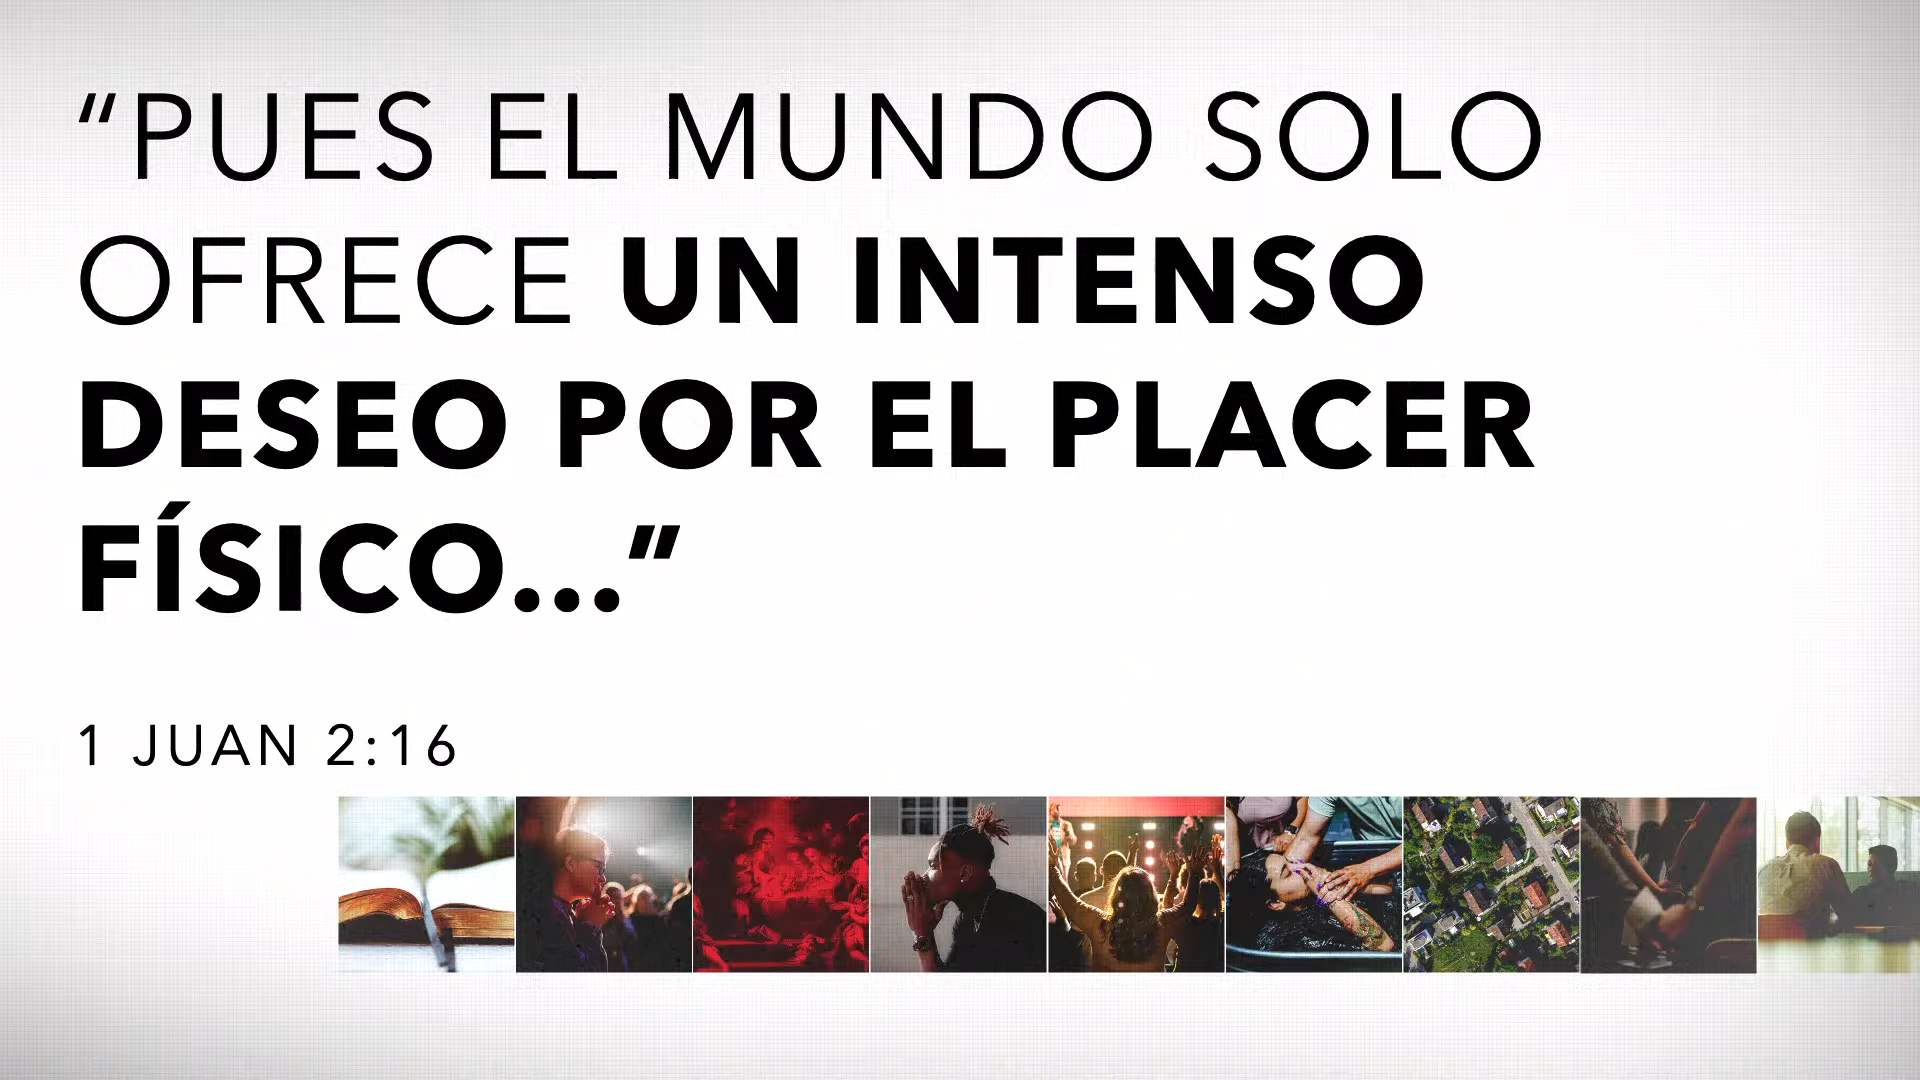 “PUES EL MUNDO SOLO
OFRECE UN INTENSO
DESEO POR EL PLACER
FÍSICO...”
1 JUAN 2:16